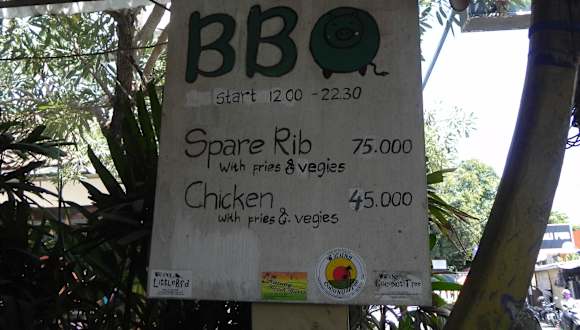 BBQ
start 12.00 - 22.30
Spare Rib 75.000
with fries & vegies
Chicken 45.000
with fries & vegies